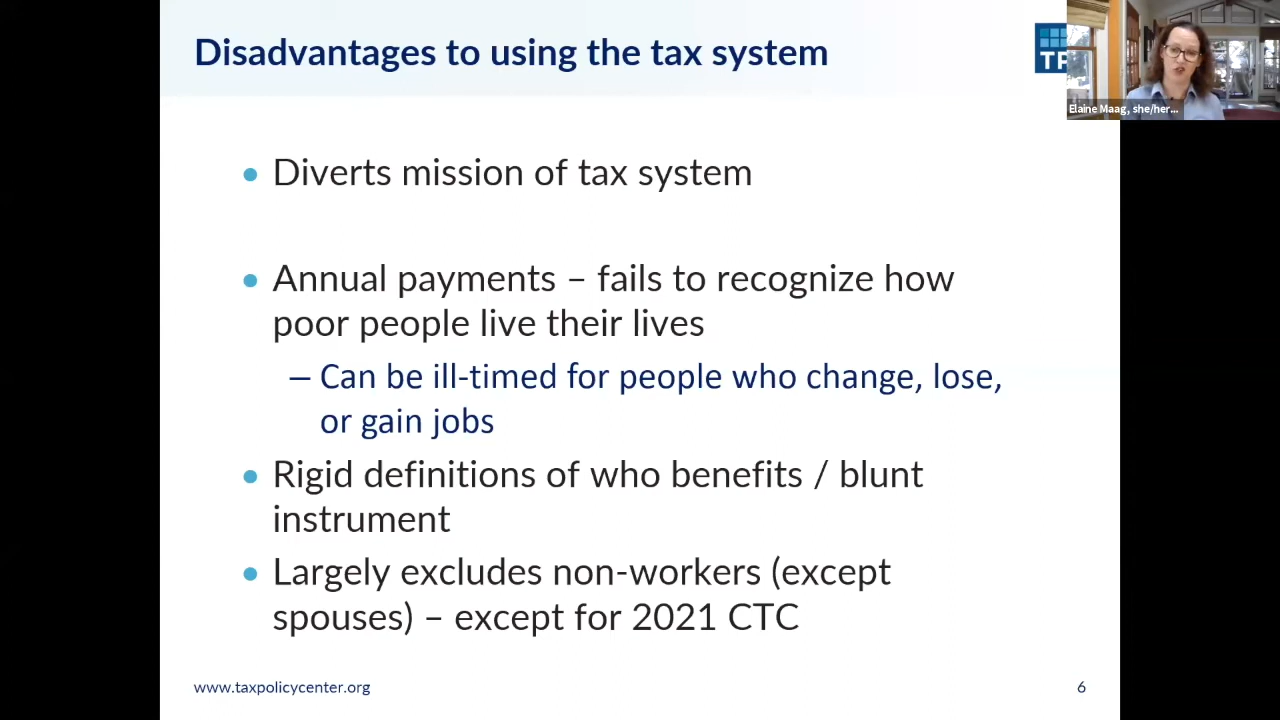 Disadvantages to using the tax system
TP
Elaine Maag, she/her...
• Diverts mission of tax system
• Annual payments – fails to recognize how
poor people live their lives
– Can be ill-timed for people who change, lose,
or gain jobs
• Rigid definitions of who benefits / blunt
instrument
• Largely excludes non-workers (except
spouses) – except for 2021 CTC
www.taxpolicycenter.org
6